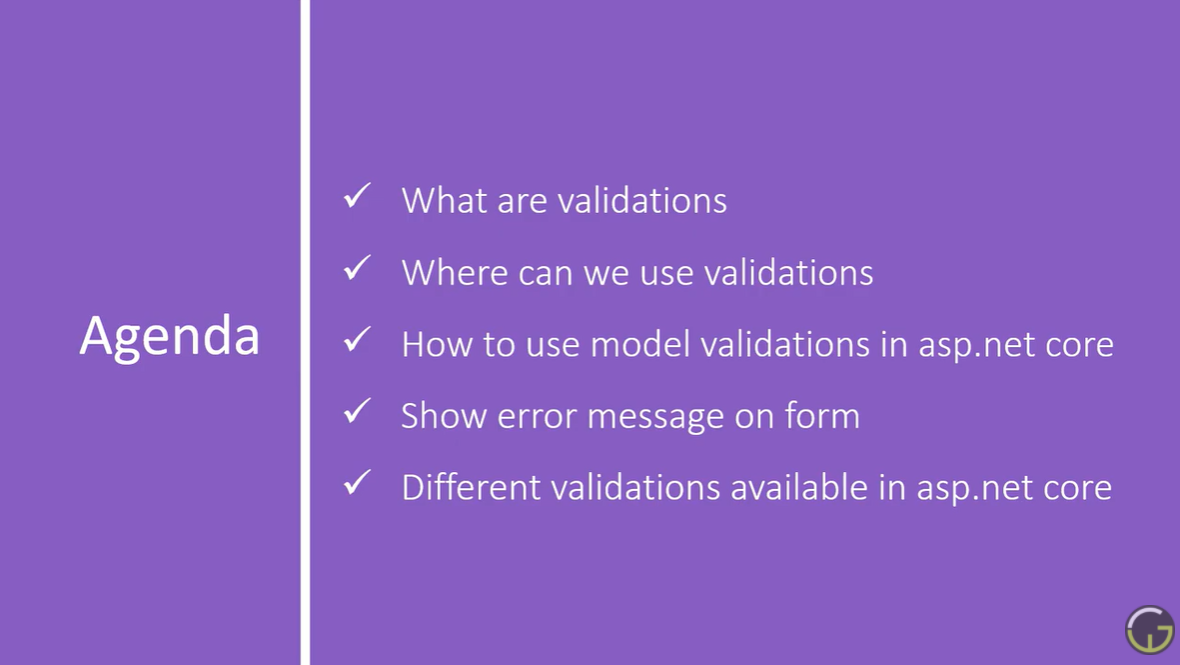 Agenda
What are validations
Where can we use validations
How to use model validations in asp.net core
Show error message on form
Different validations available in asp.net core